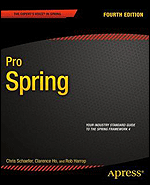 THE EXPERT'S VOICE® IN SPRING
FOURTH EDITION
Pro
Spring
YOUR INDUSTRY STANDARD GUIDE
TO THE SPRING FRAMEWORK 4
Chris Schaefer, Clarence Ho, and Rob Harrop
Apress®